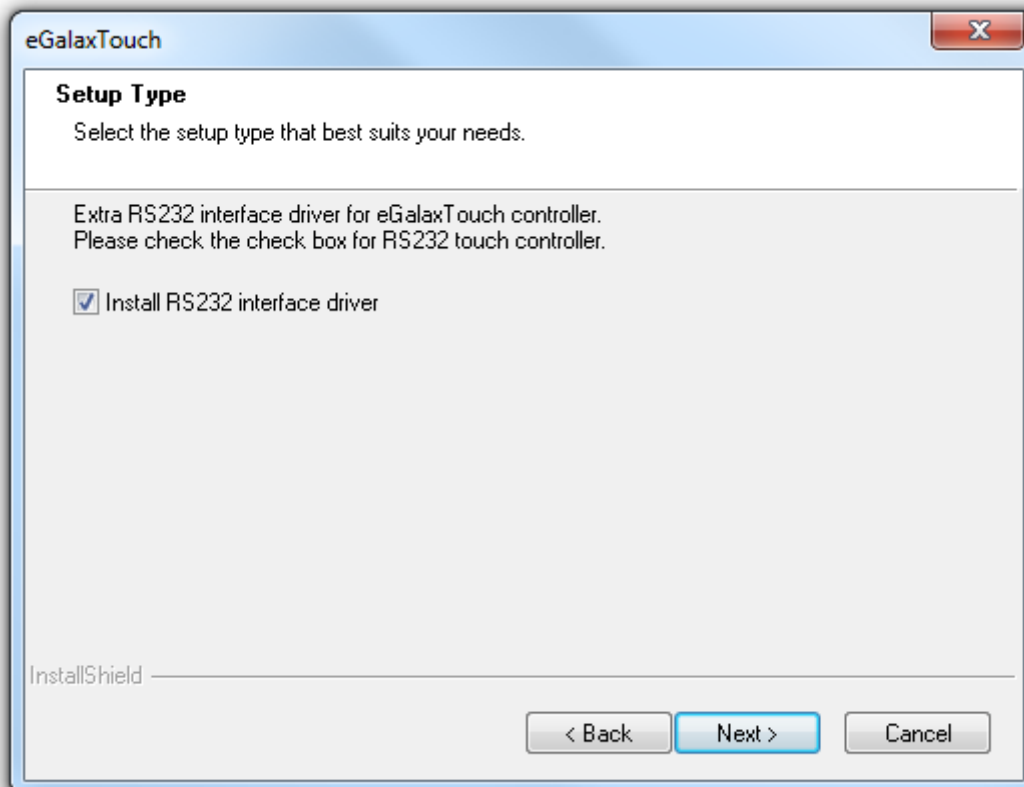 eGalaxTouch
Setup Type
Select the setup type that best suits your needs.
Extra RS232 interface driver for eGalaxTouch controller.
Please check the check box for RS232 touch controller.
Install RS232 interface driver
InstallShield
< Back Next > Cancel